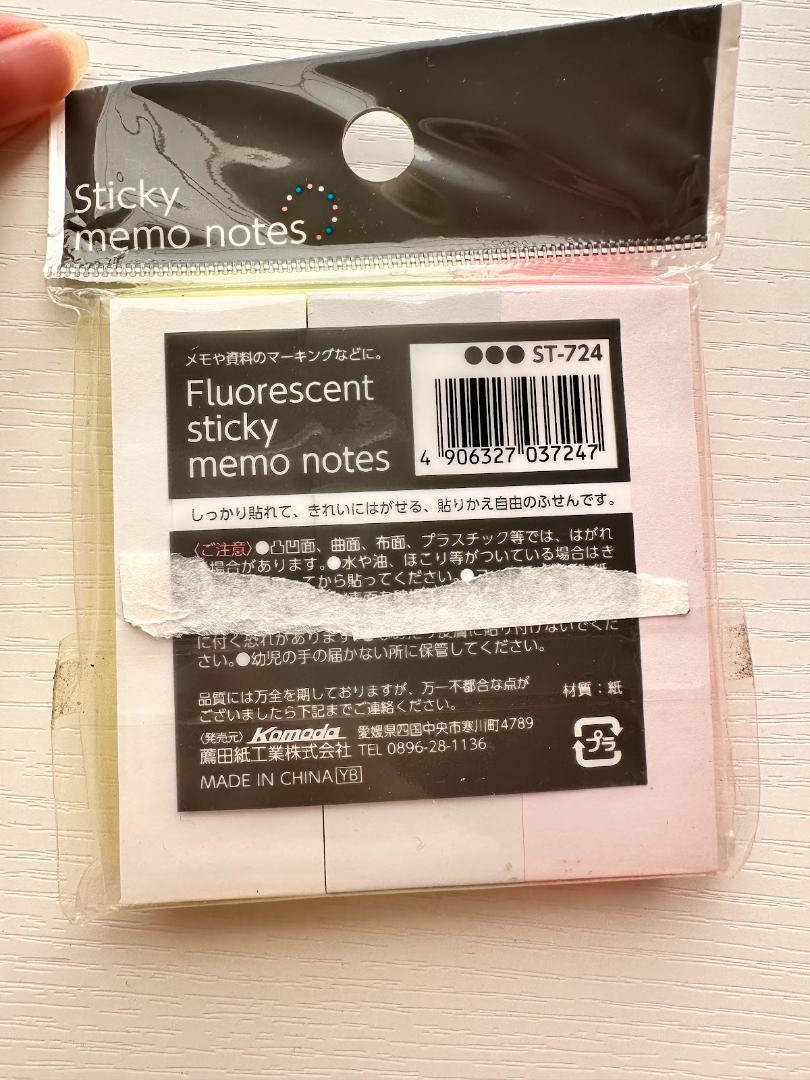 Sticky
memo notes
メモや資料のマーキングなどに。
Fluorescent
sticky
memo notes
●●● ST-724
4 906327 037247
しっかり貼れて、きれいにはがせる、貼りかえ自由のふせんです。
〈ご注意〉●凸凹面、曲面、布面、プラスチック等では、はがれ
場合があります。●水や油、ほこり等がついている場合はき
てから貼ってください。●
に付く恐れがあります
さい。●幼児の手の届かない所に保管してください。
品質には万全を期しておりますが、万一不都合な点が
ございましたら下記までご連絡ください。
材質：紙
〈発売元〉 Komoda 愛媛県四国中央市寒川町4789
薦田紙工業株式会社 TEL 0896-28-1136
MADE IN CHINA YB
プラ